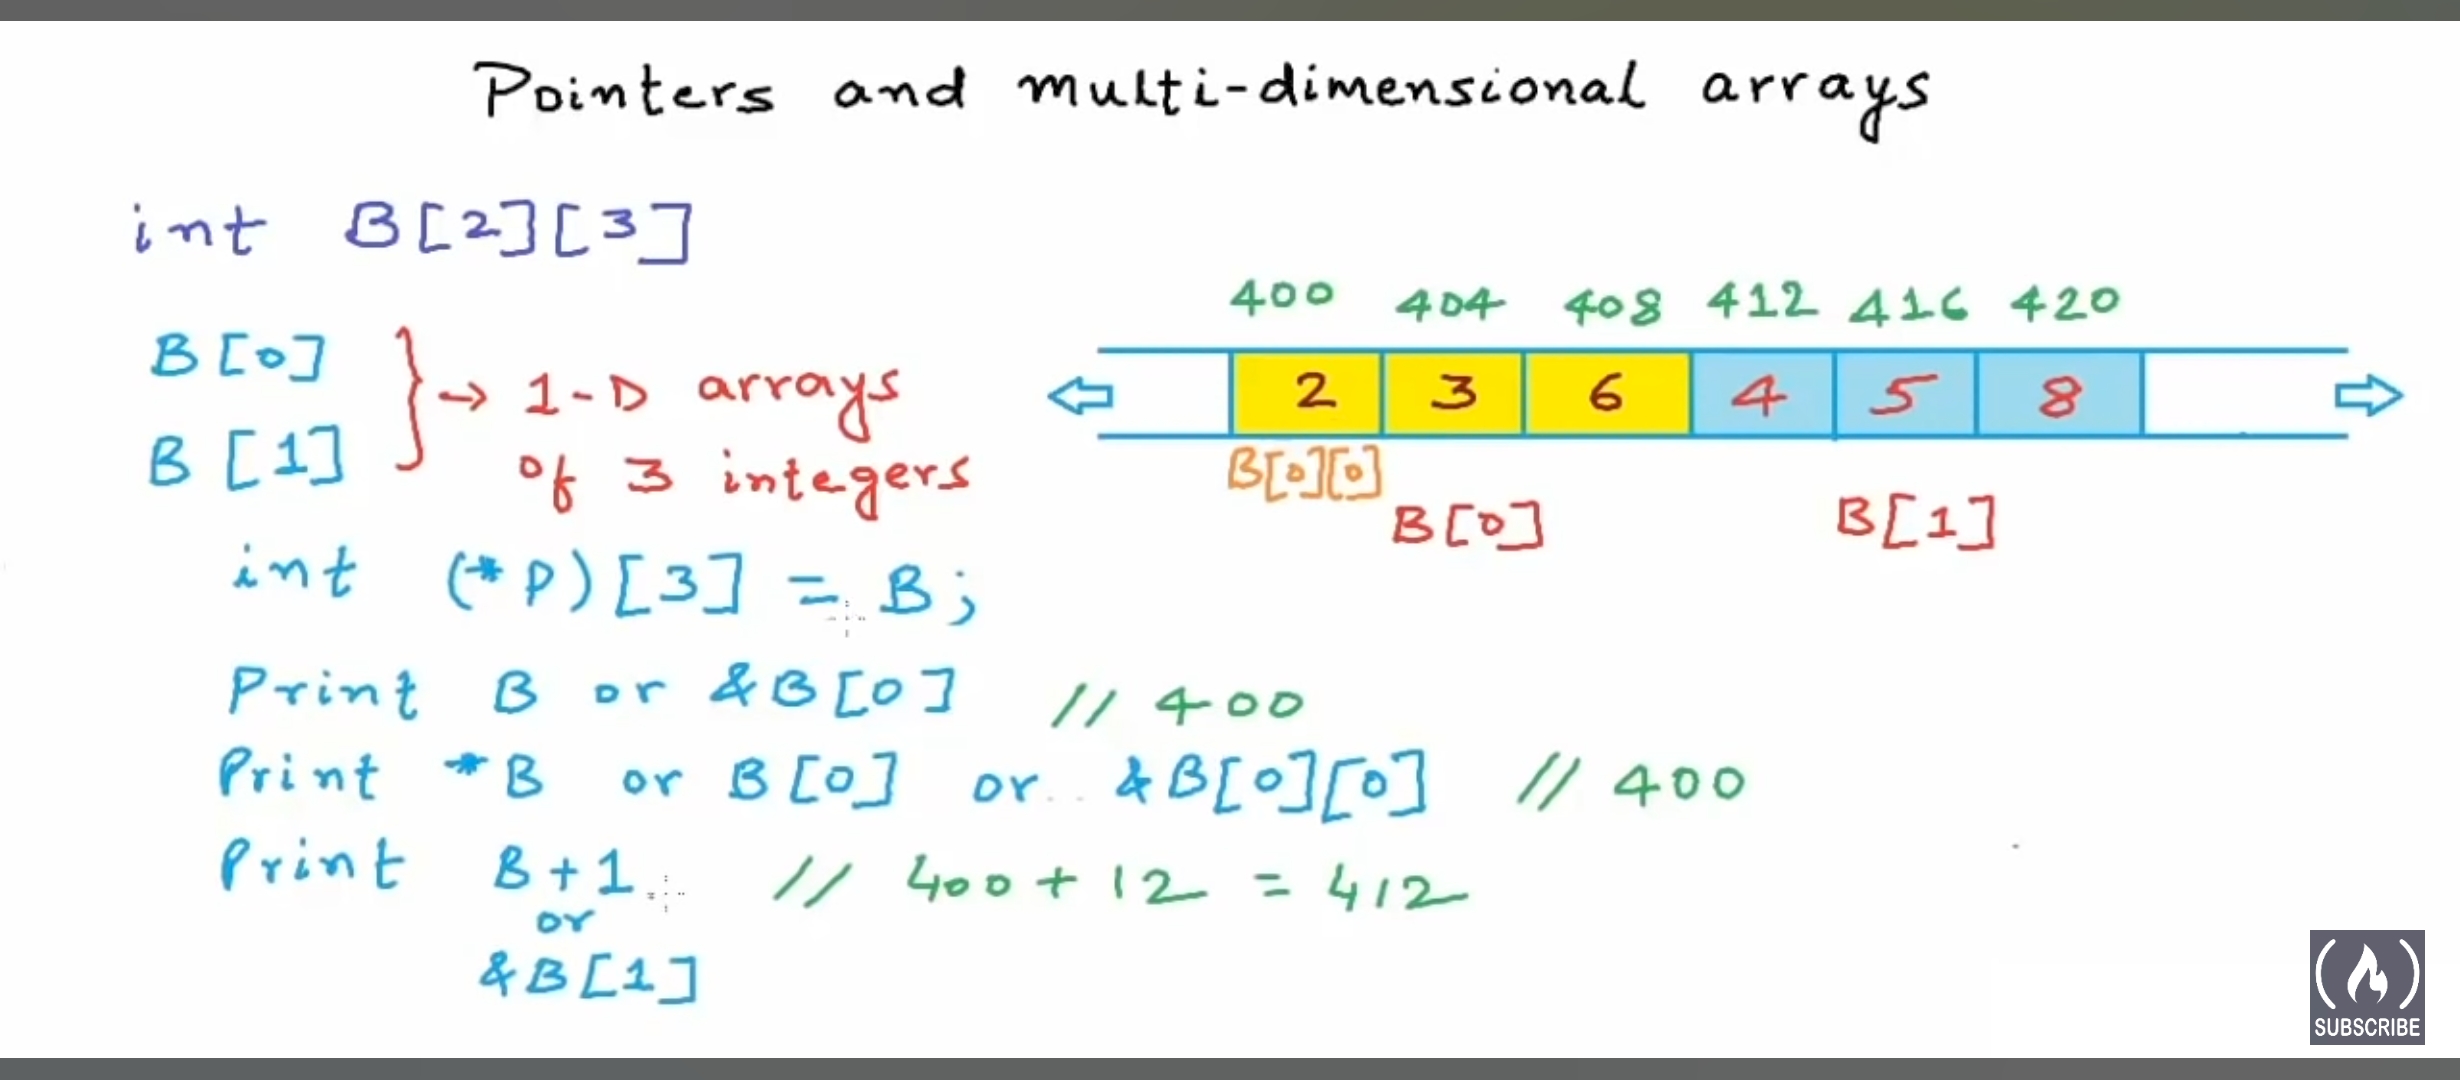 Pointers and multi-dimensional arrays
int B[2][3]
400 404 408 412 416 420
B[0]
B[1]
} → 1-D arrays
of 3 integers
2 3 6 4 5 8
B[0][0]
B[0] B[1]
int (*P)[3] = B;
Print B or &B[0] // 400
Print *B or B[0] or &B[0][0] // 400
Print B+1 // 400 + 12 = 412
or
&B[1]
SUBSCRIBE